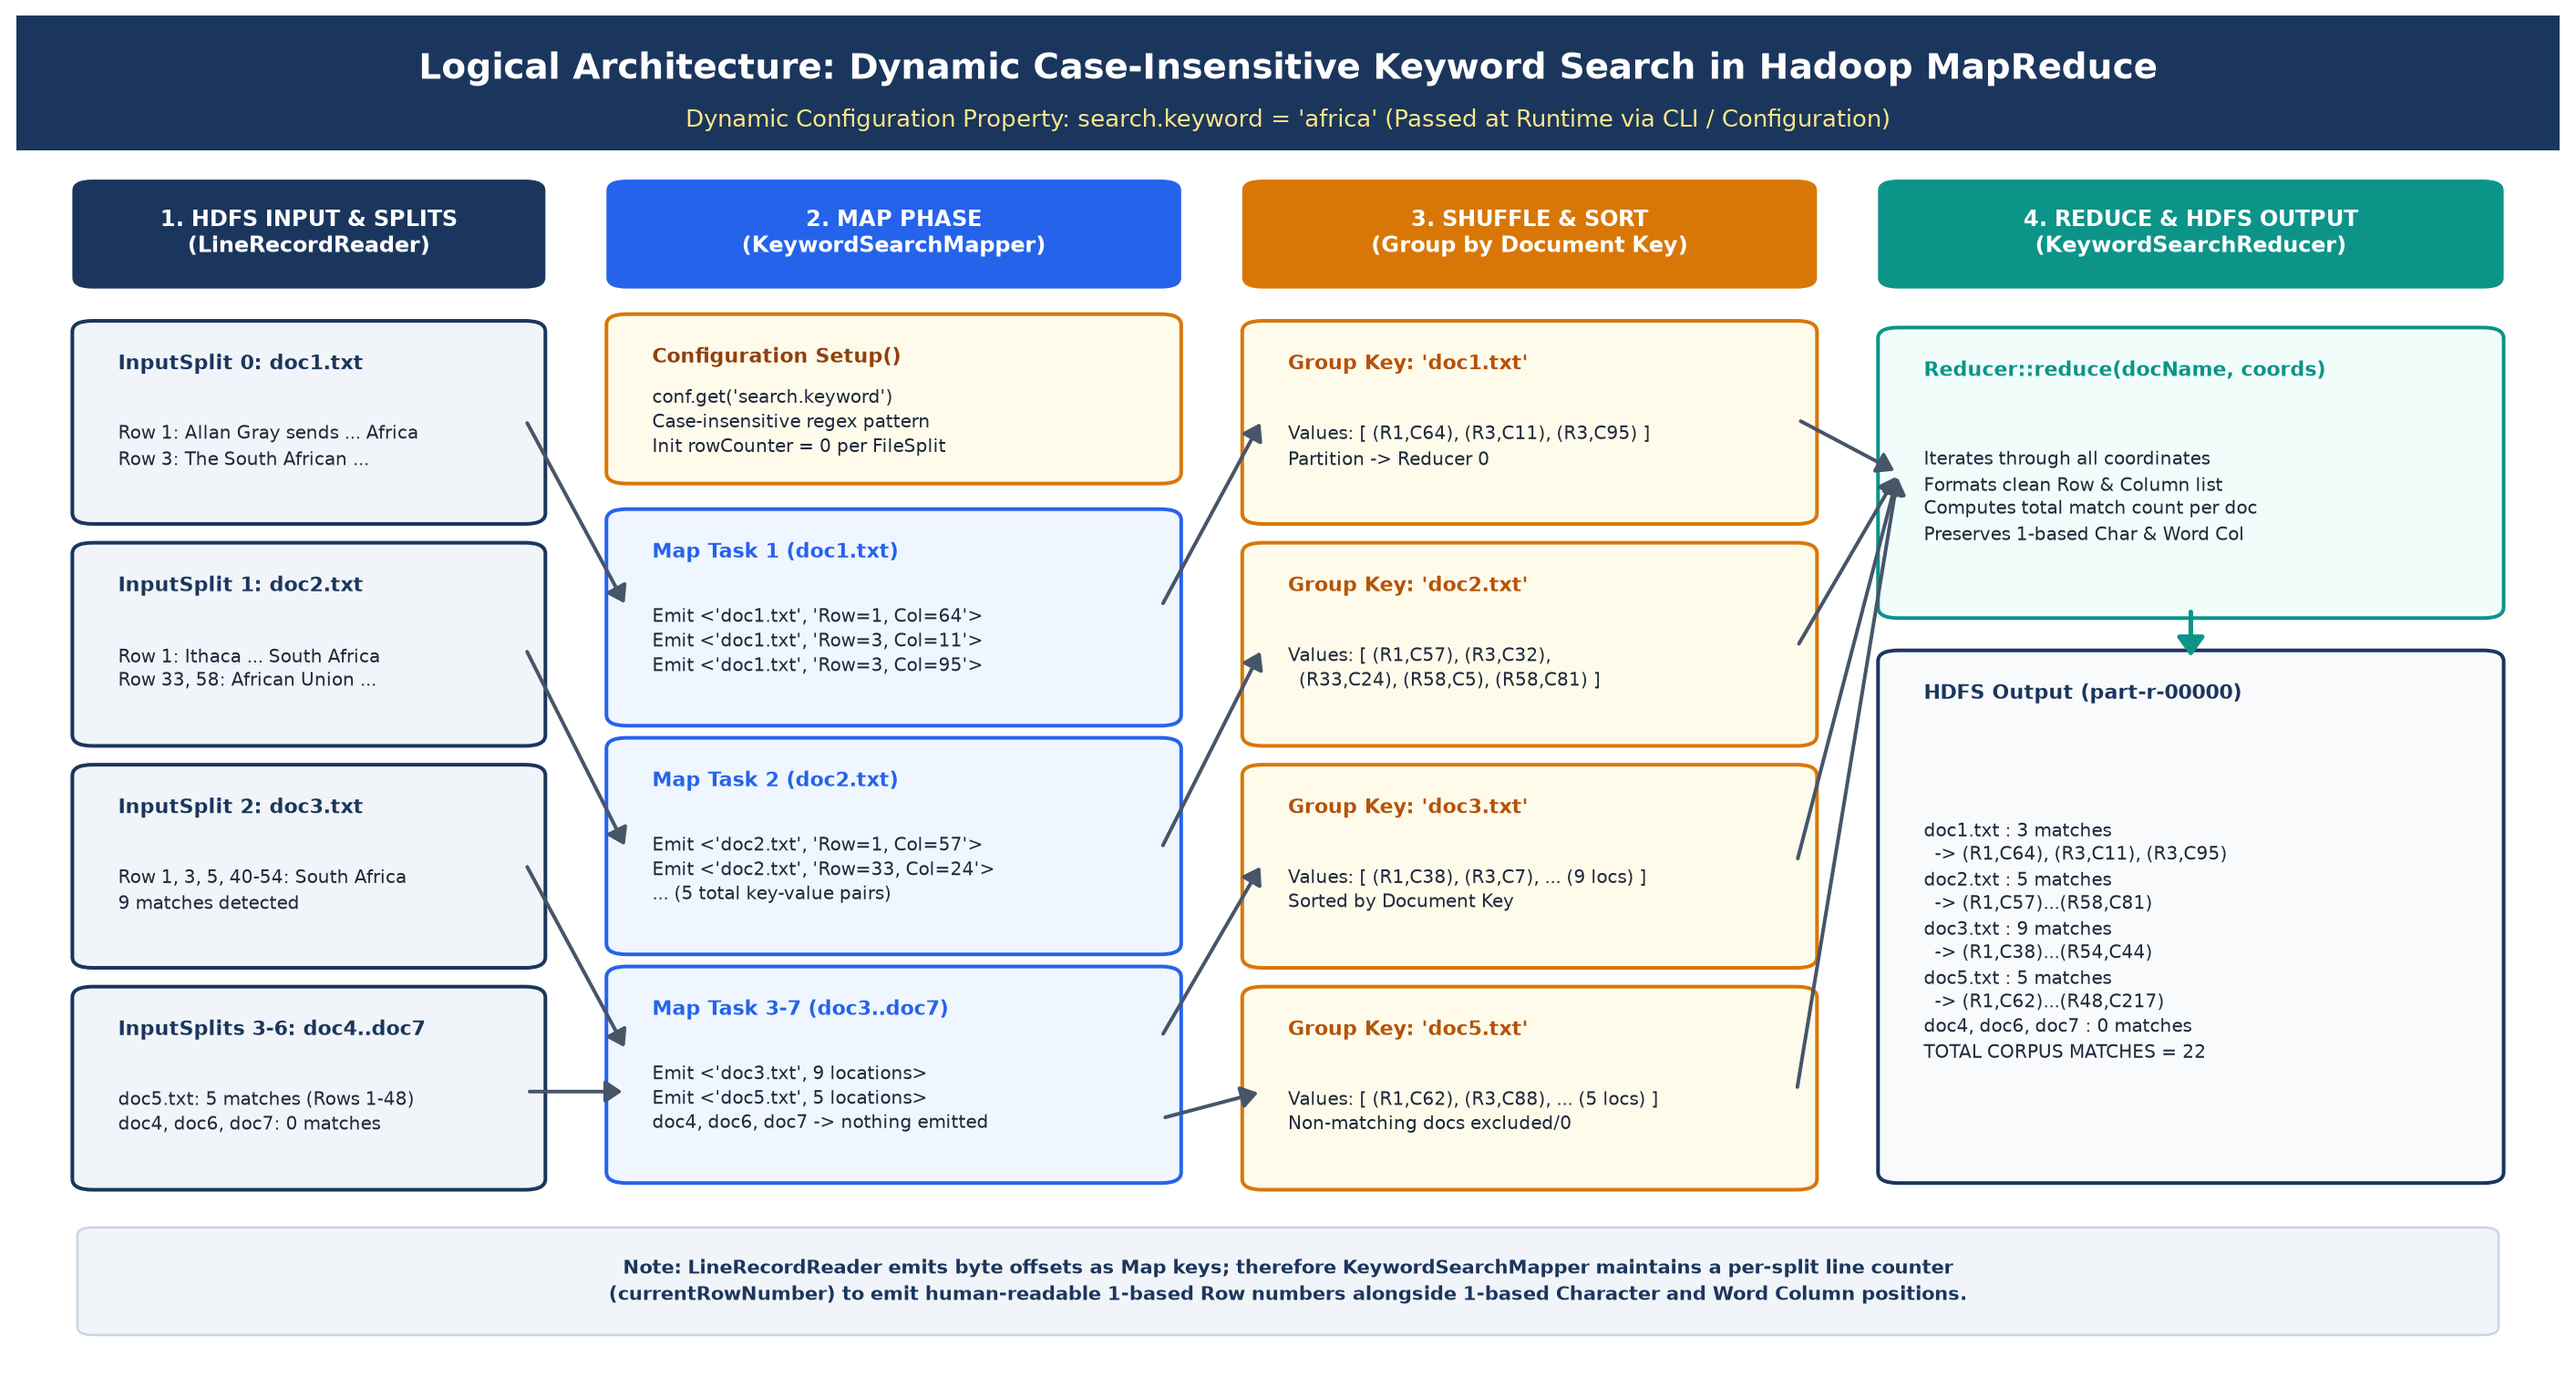 Logical Architecture: Dynamic Case-Insensitive Keyword Search in Hadoop MapReduce
Dynamic Configuration Property: search.keyword = 'africa' (Passed at Runtime via CLI / Configuration)
1. HDFS INPUT & SPLITS
(LineRecordReader)
InputSplit 0: doc1.txt
Row 1: Allan Gray sends ... Africa
Row 3: The South African ...
InputSplit 1: doc2.txt
Row 1: Ithaca ... South Africa
Row 33, 58: African Union ...
InputSplit 2: doc3.txt
Row 1, 3, 5, 40-54: South Africa
9 matches detected
InputSplits 3-6: doc4..doc7
doc5.txt: 5 matches (Rows 1-48)
doc4, doc6, doc7: 0 matches
2. MAP PHASE
(KeywordSearchMapper)
Configuration Setup()
conf.get('search.keyword')
Case-insensitive regex pattern
Init rowCounter = 0 per FileSplit
Map Task 1 (doc1.txt)
Emit <'doc1.txt', 'Row=1, Col=64'>
Emit <'doc1.txt', 'Row=3, Col=11'>
Emit <'doc1.txt', 'Row=3, Col=95'>
Map Task 2 (doc2.txt)
Emit <'doc2.txt', 'Row=1, Col=57'>
Emit <'doc2.txt', 'Row=33, Col=24'>
... (5 total key-value pairs)
Map Task 3-7 (doc3..doc7)
Emit <'doc3.txt', 9 locations>
Emit <'doc5.txt', 5 locations>
doc4, doc6, doc7 -> nothing emitted
3. SHUFFLE & SORT
(Group by Document Key)
Group Key: 'doc1.txt'
Values: [ (R1,C64), (R3,C11), (R3,C95) ]
Partition -> Reducer 0
Group Key: 'doc2.txt'
Values: [ (R1,C57), (R3,C32),
(R33,C24), (R58,C5), (R58,C81) ]
Group Key: 'doc3.txt'
Values: [ (R1,C38), (R3,C7), ... (9 locs) ]
Sorted by Document Key
Group Key: 'doc5.txt'
Values: [ (R1,C62), (R3,C88), ... (5 locs) ]
Non-matching docs excluded/0
4. REDUCE & HDFS OUTPUT
(KeywordSearchReducer)
Reducer::reduce(docName, coords)
Iterates through all coordinates
Formats clean Row & Column list
Computes total match count per doc
Preserves 1-based Char & Word Col
HDFS Output (part-r-00000)
doc1.txt : 3 matches
-> (R1,C64), (R3,C11), (R3,C95)
doc2.txt : 5 matches
-> (R1,C57)...(R58,C81)
doc3.txt : 9 matches
-> (R1,C38)...(R54,C44)
doc5.txt : 5 matches
-> (R1,C62)...(R48,C217)
doc4, doc6, doc7 : 0 matches
TOTAL CORPUS MATCHES = 22
Note: LineRecordReader emits byte offsets as Map keys; therefore KeywordSearchMapper maintains a per-split line counter
(currentRowNumber) to emit human-readable 1-based Row numbers alongside 1-based Character and Word Column positions.